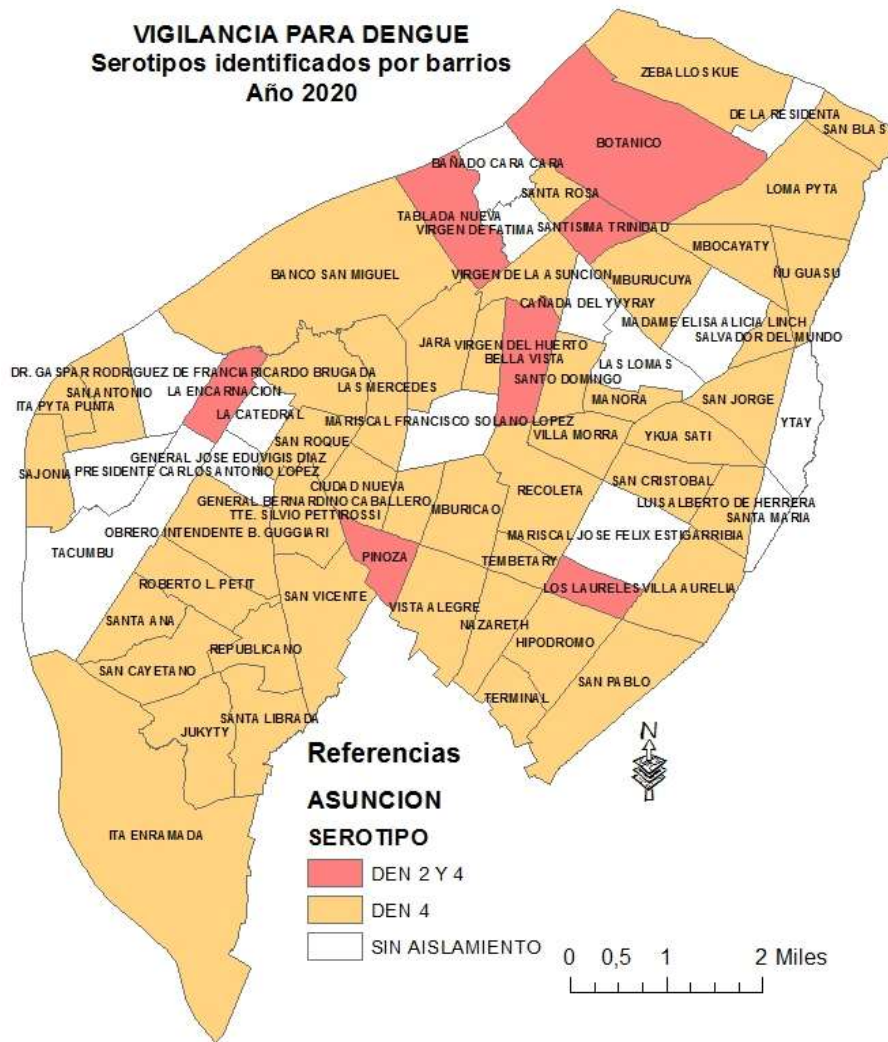 VIGILANCIA PARA DENGUE
Serotipos identificados por barrios
Año 2020
ZEBALLOS KUE
DE LA RESIDENTA
SAN BLAS
BOTANICO
BAÑADO CARA CARA
SANTA ROSA
LOMA PYTA
TABLADA NUEVA
VIRGEN DE FATIMA
SANTISIMA TRINIDAD
MBOCAYATY
BANCO SAN MIGUEL
VIRGEN DE LA ASUNCION
MBURUCUYA
ÑU GUASU
CAÑADA DEL YVYRAY
MADAME ELISA ALICIA LINCH
SALVADOR DEL MUNDO
JARA
VIRGEN DEL HUERTO
BELLA VISTA
LAS LOMAS
DR. GASPAR RODRIGUEZ DE FRANCIA
RICARDO BRUGADA
SAN ANTONIO
LA ENCARNACION
LAS MERCEDES
SANTO DOMINGO
MANORA
SAN JORGE
ITA PYTA PUNTA
LA CATEDRAL
MARISCAL FRANCISCO SOLANO LOPEZ
VILLA MORRA
YKUA SATI
YTAY
SAN ROQUE
GENERAL JOSE EDUVIGIS DIAZ
SAJONIA
PRESIDENTE CARLOS ANTONIO LOPEZ
CIUDAD NUEVA
RECOLETA
SAN CRISTOBAL
GENERAL BERNARDINO CABALLERO
LUIS ALBERTO DE HERRERA
TTE. SILVIO PETTIROSSI
MBURICAO
SANTA MARIA
OBRERO INTENDENTE B. GUGGIARI
MARISCAL JOSE FELIX ESTIGARRIBIA
TACUMBU
PINOZA
TEMBETARY
ROBERTO L. PETIT
LOS LAURELES
VILLA AURELIA
SAN VICENTE
VISTA ALEGRE
SANTA ANA
NAZARETH
HIPODROMO
REPUBLICANO
SAN CAYETANO
SAN PABLO
TERMINAL
SANTA LIBRADA
JUKYTY
N
ITA ENRAMADA
Referencias
ASUNCION
SEROTIPO
DEN 2 Y 4
DEN 4
SIN AISLAMIENTO
0 0,5 1 2 Miles